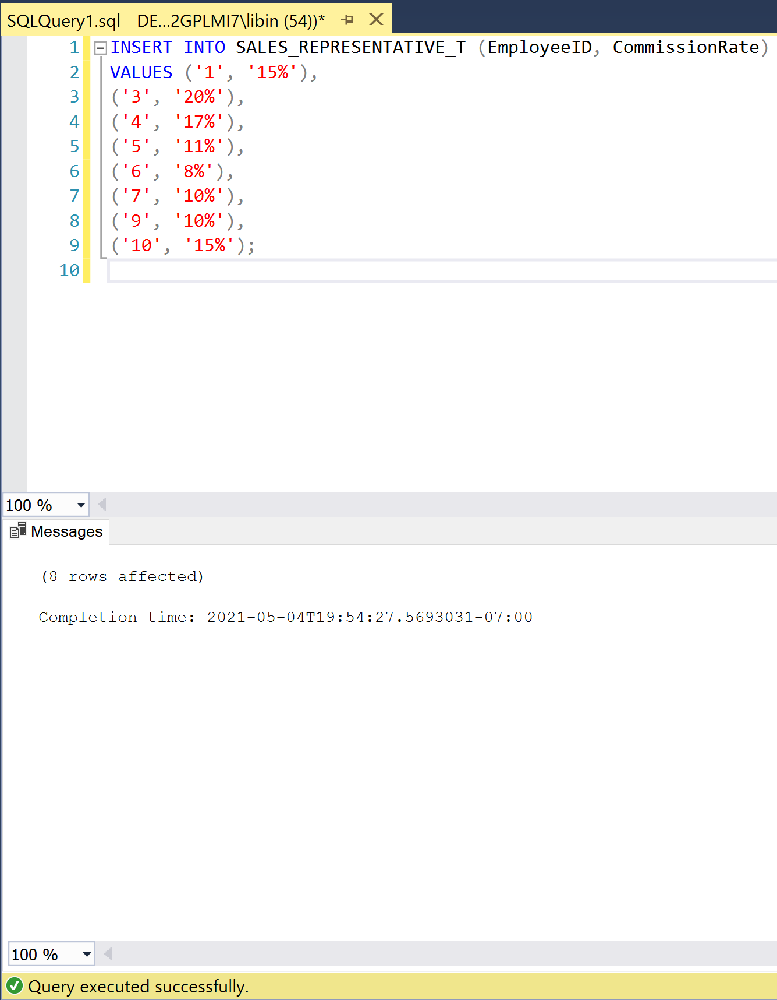 SQLQuery1.sql - DE...2GPLMI7\libin (54))*
1 INSERT INTO SALES_REPRESENTATIVE_T (EmployeeID, CommissionRate)
2 VALUES ('1', '15%'),
3 ('3', '20%'),
4 ('4', '17%'),
5 ('5', '11%'),
6 ('6', '8%'),
7 ('7', '10%'),
8 ('9', '10%'),
9 ('10', '15%');
10
100 %
Messages
(8 rows affected)
Completion time: 2021-05-04T19:54:27.5693031-07:00
100 %
Query executed successfully.